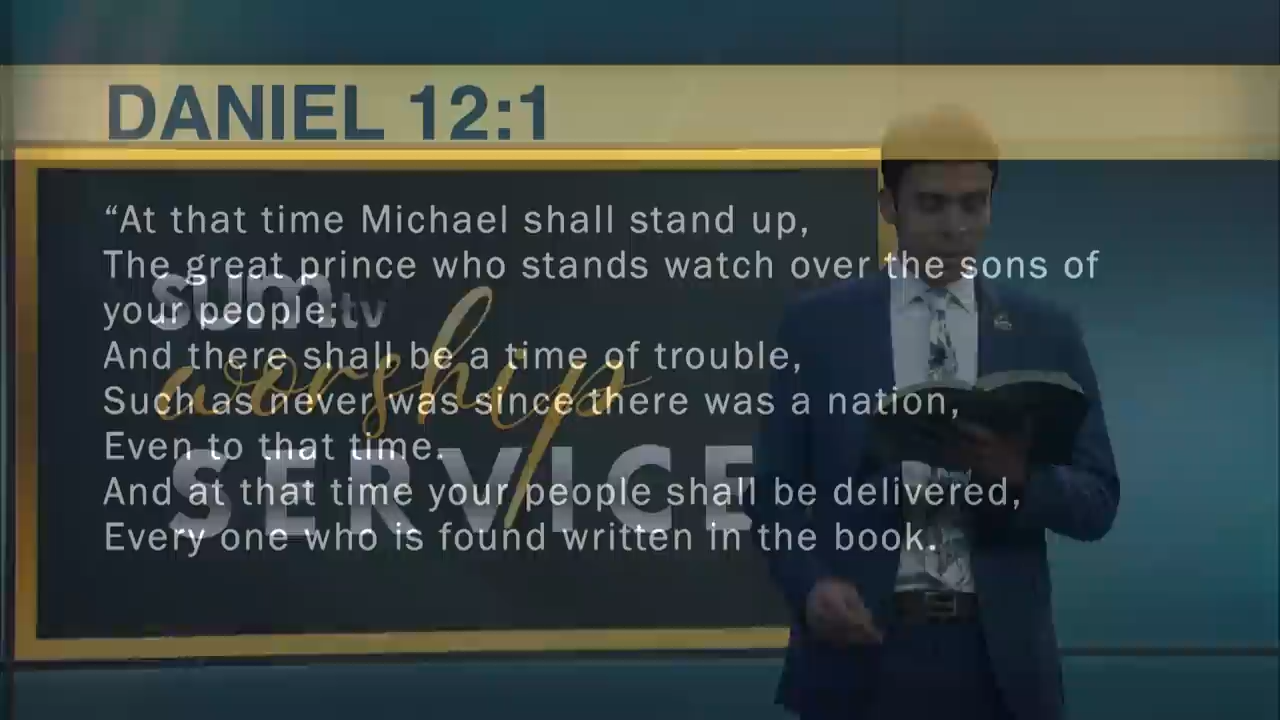 DANIEL 12:1
“At that time Michael shall stand up,
The great prince who stands watch over the sons of
your people;
And there shall be a time of trouble,
Such as never was since there was a nation,
Even to that time.
And at that time your people shall be delivered,
Every one who is found written in the book.
sum.tv
worship
SERVICE